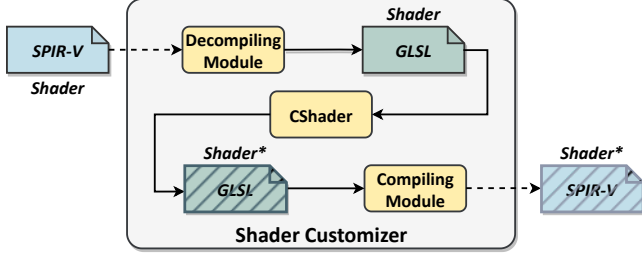 Shader
SPIR-V
Shader
Decompiling
Module
GLSL
CShader
Shader*
GLSL
Compiling
Module
Shader*
SPIR-V
Shader Customizer